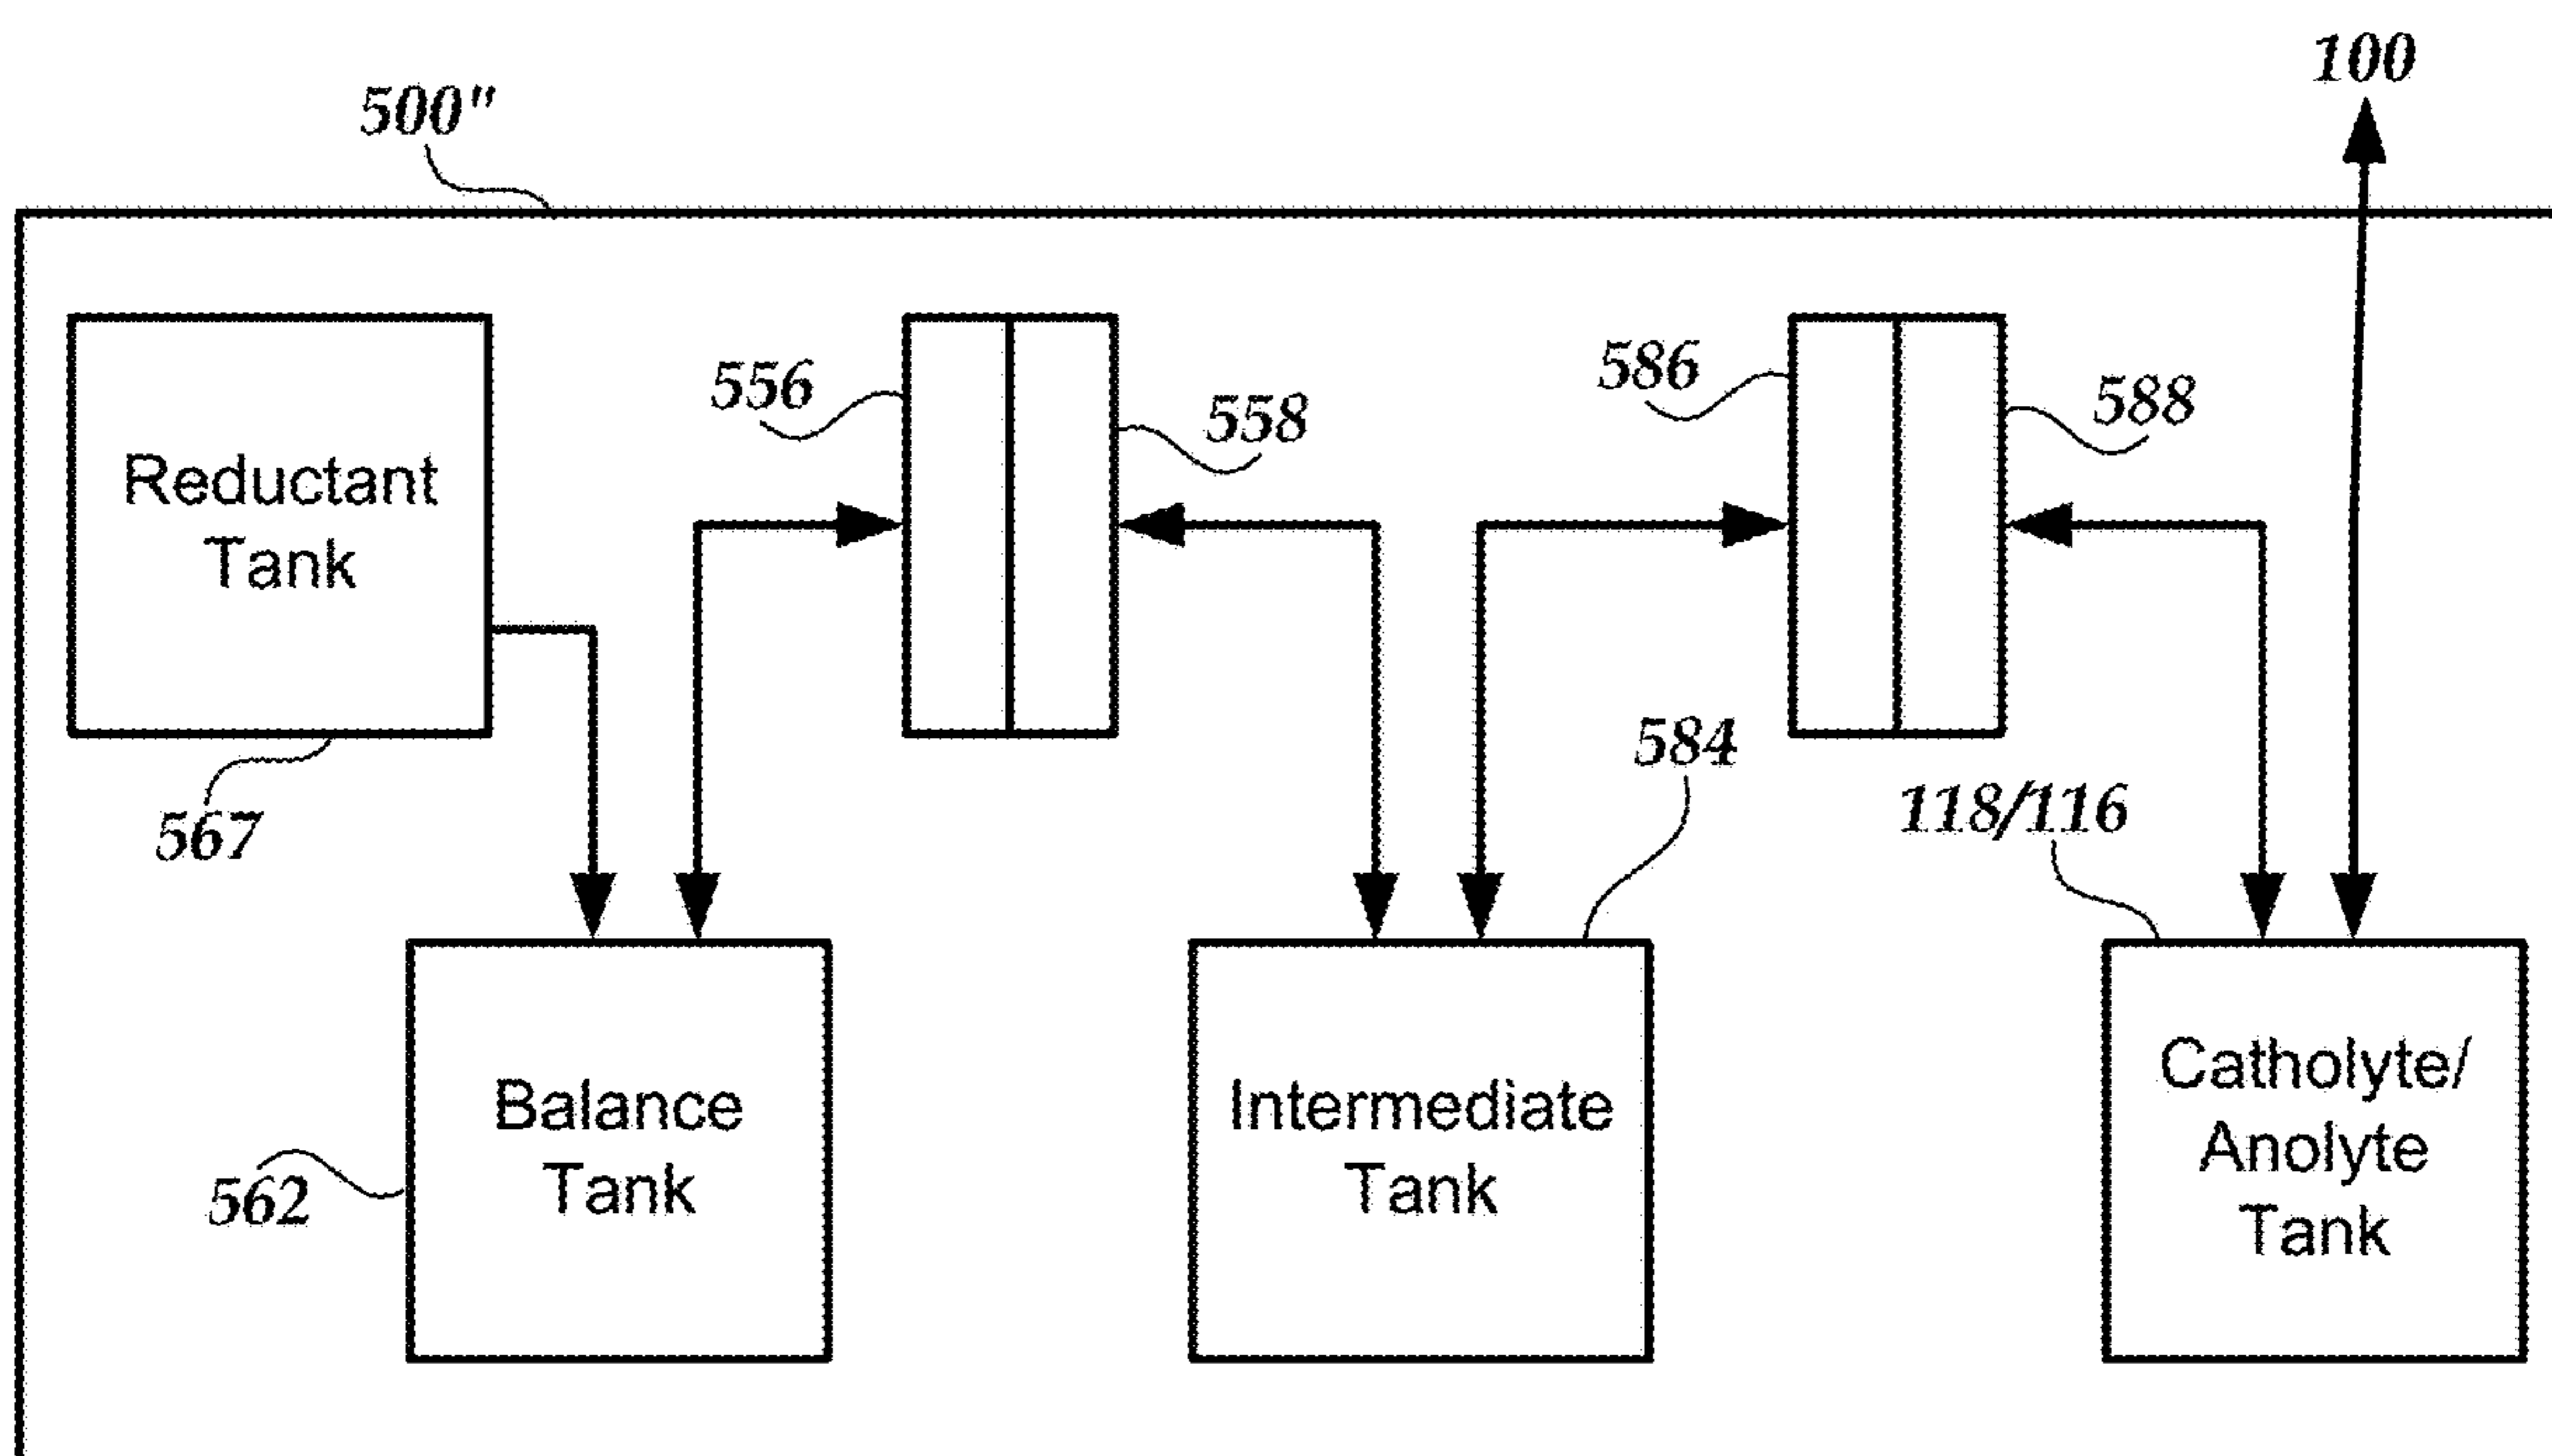 100
500"
556
558
586
588
Reductant
Tank
567
584
118/116
562
Balance
Tank
Intermediate
Tank
Catholyte/
Anolyte
Tank